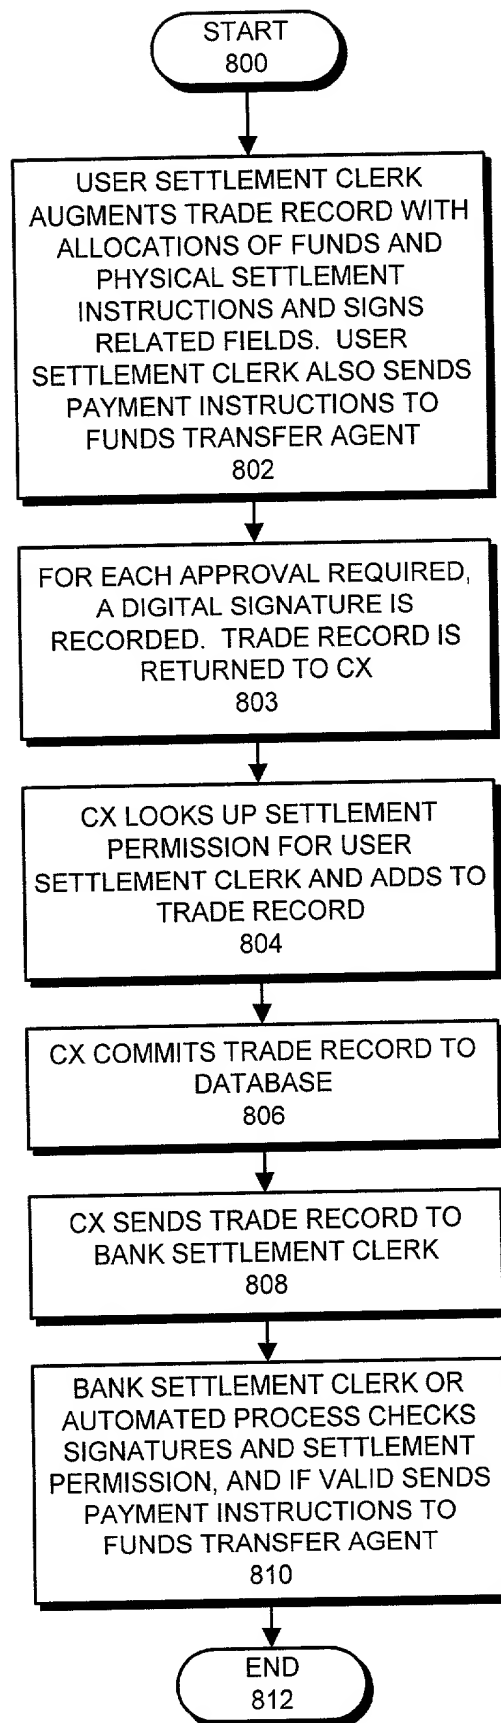 START
800
USER SETTLEMENT CLERK
AUGMENTS TRADE RECORD WITH
ALLOCATIONS OF FUNDS AND
PHYSICAL SETTLEMENT
INSTRUCTIONS AND SIGNS
RELATED FIELDS. USER
SETTLEMENT CLERK ALSO SENDS
PAYMENT INSTRUCTIONS TO
FUNDS TRANSFER AGENT
802
FOR EACH APPROVAL REQUIRED,
A DIGITAL SIGNATURE IS
RECORDED. TRADE RECORD IS
RETURNED TO CX
803
CX LOOKS UP SETTLEMENT
PERMISSION FOR USER
SETTLEMENT CLERK AND ADDS TO
TRADE RECORD
804
CX COMMITS TRADE RECORD TO
DATABASE
806
CX SENDS TRADE RECORD TO
BANK SETTLEMENT CLERK
808
BANK SETTLEMENT CLERK OR
AUTOMATED PROCESS CHECKS
SIGNATURES AND SETTLEMENT
PERMISSION, AND IF VALID SENDS
PAYMENT INSTRUCTIONS TO
FUNDS TRANSFER AGENT
810
END
812